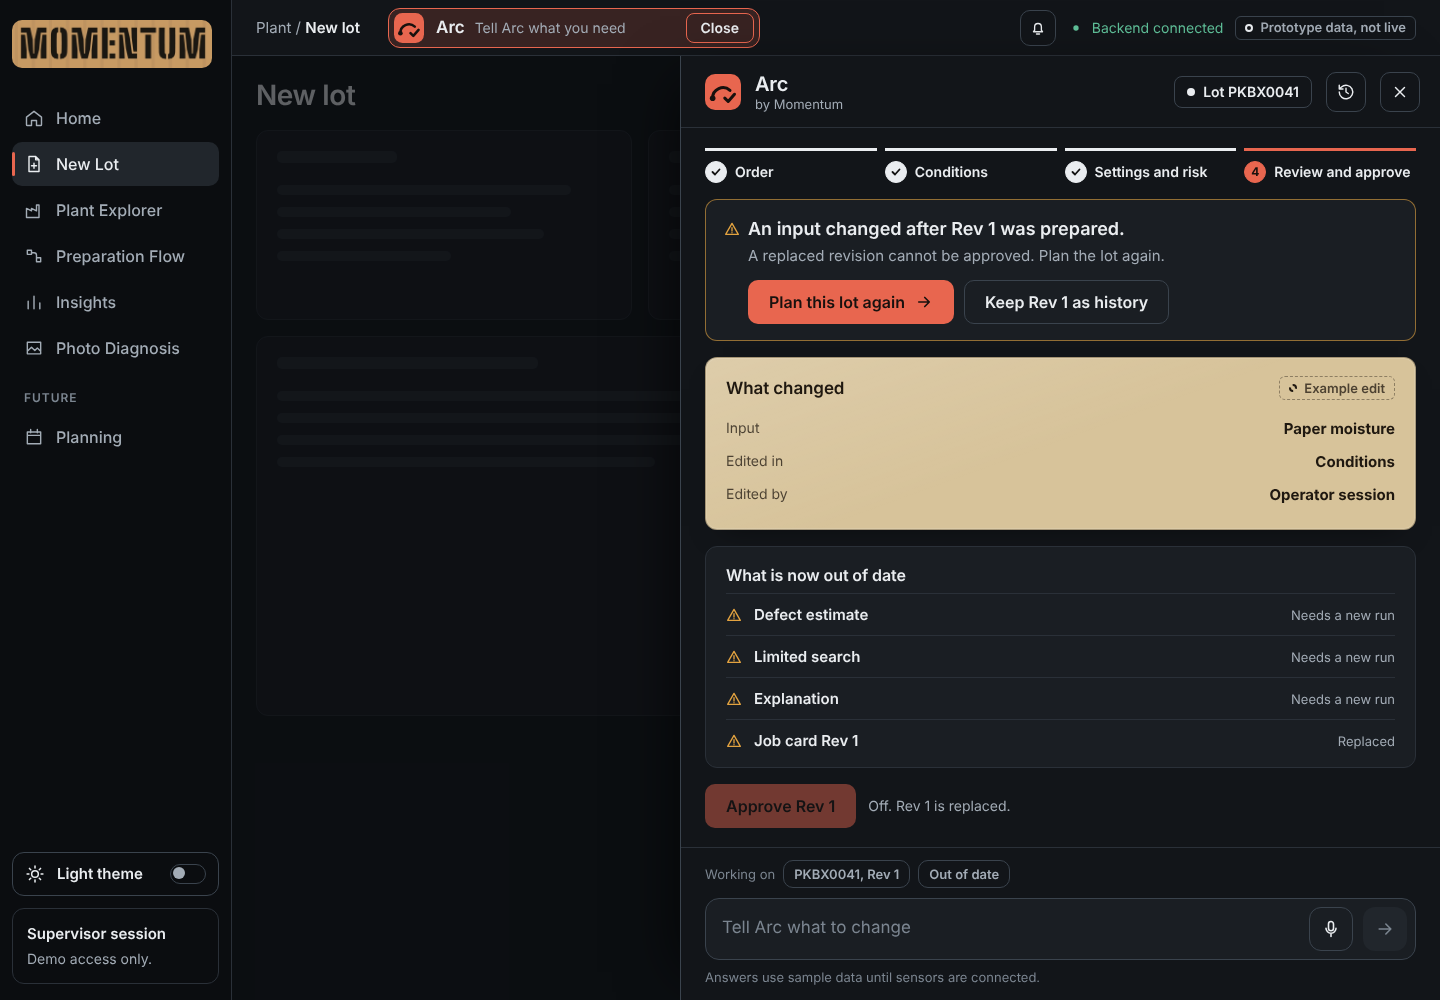 MOMENTUM
Home
New Lot
Plant Explorer
Preparation Flow
Insights
Photo Diagnosis
FUTURE
Planning
Light theme
Supervisor session
Demo access only.
Plant / New lot
Arc Tell Arc what you need Close
Backend connected
Prototype data, not live
New lot
Arc
by Momentum
Lot PKBX0041
Order
Conditions
Settings and risk
4 Review and approve
An input changed after Rev 1 was prepared.
A replaced revision cannot be approved. Plan the lot again.
Plan this lot again
Keep Rev 1 as history
What changed
Example edit
Input Paper moisture
Edited in Conditions
Edited by Operator session
What is now out of date
Defect estimate Needs a new run
Limited search Needs a new run
Explanation Needs a new run
Job card Rev 1 Replaced
Approve Rev 1
Off. Rev 1 is replaced.
Working on PKBX0041, Rev 1 Out of date
Tell Arc what to change
Answers use sample data until sensors are connected.